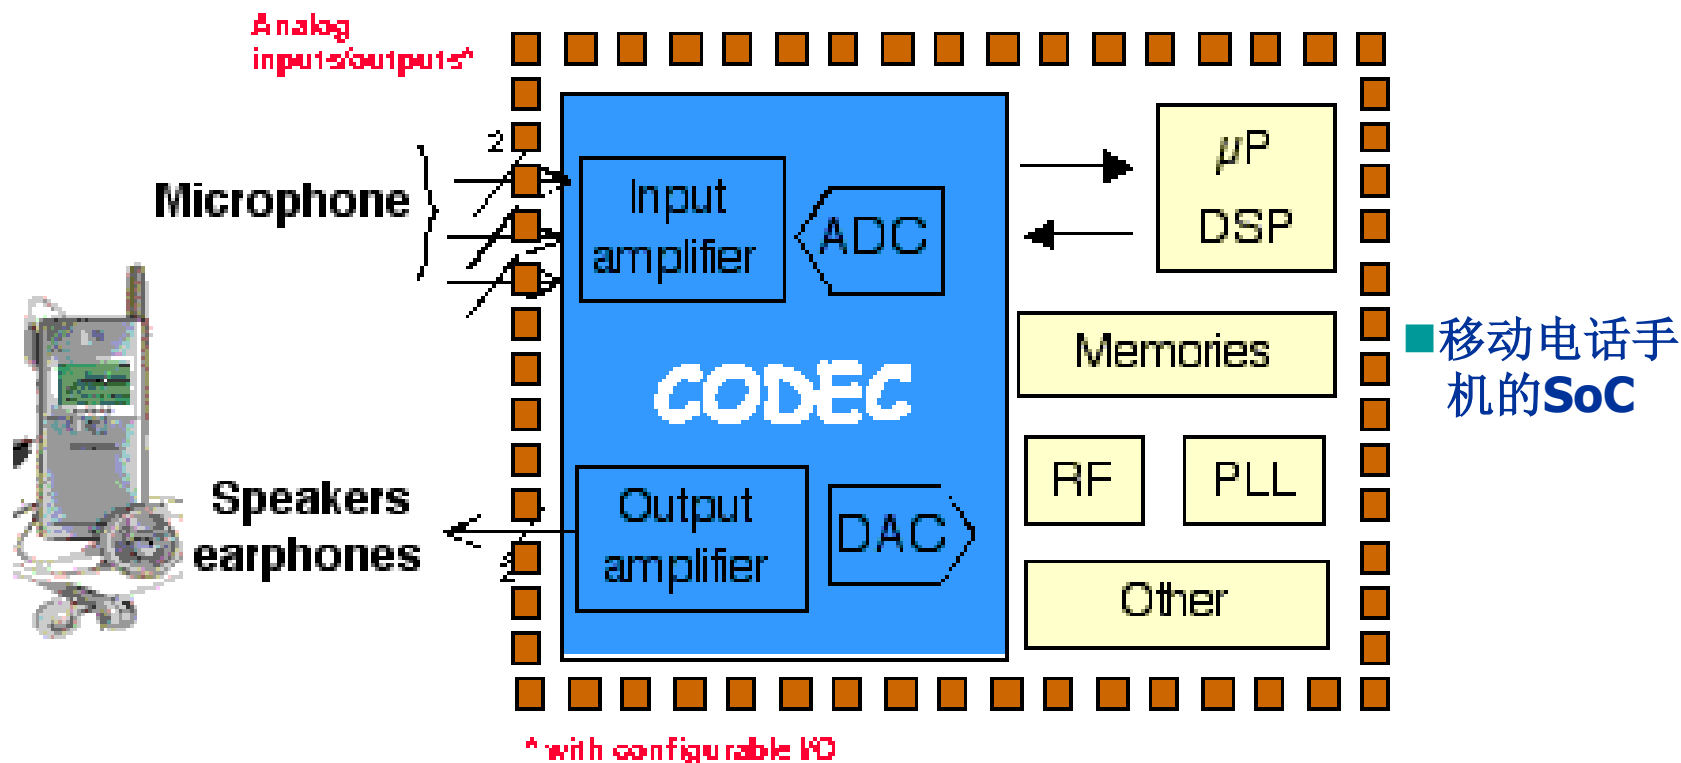 Analog
inputs/outputs*
2
Microphone
Input
amplifier
ADC
µP
DSP
Memories
CODEC
RF
PLL
Speakers
earphones
Output
amplifier
DAC
2
Other
* with configurable I/O
■移动电话手
机的SoC